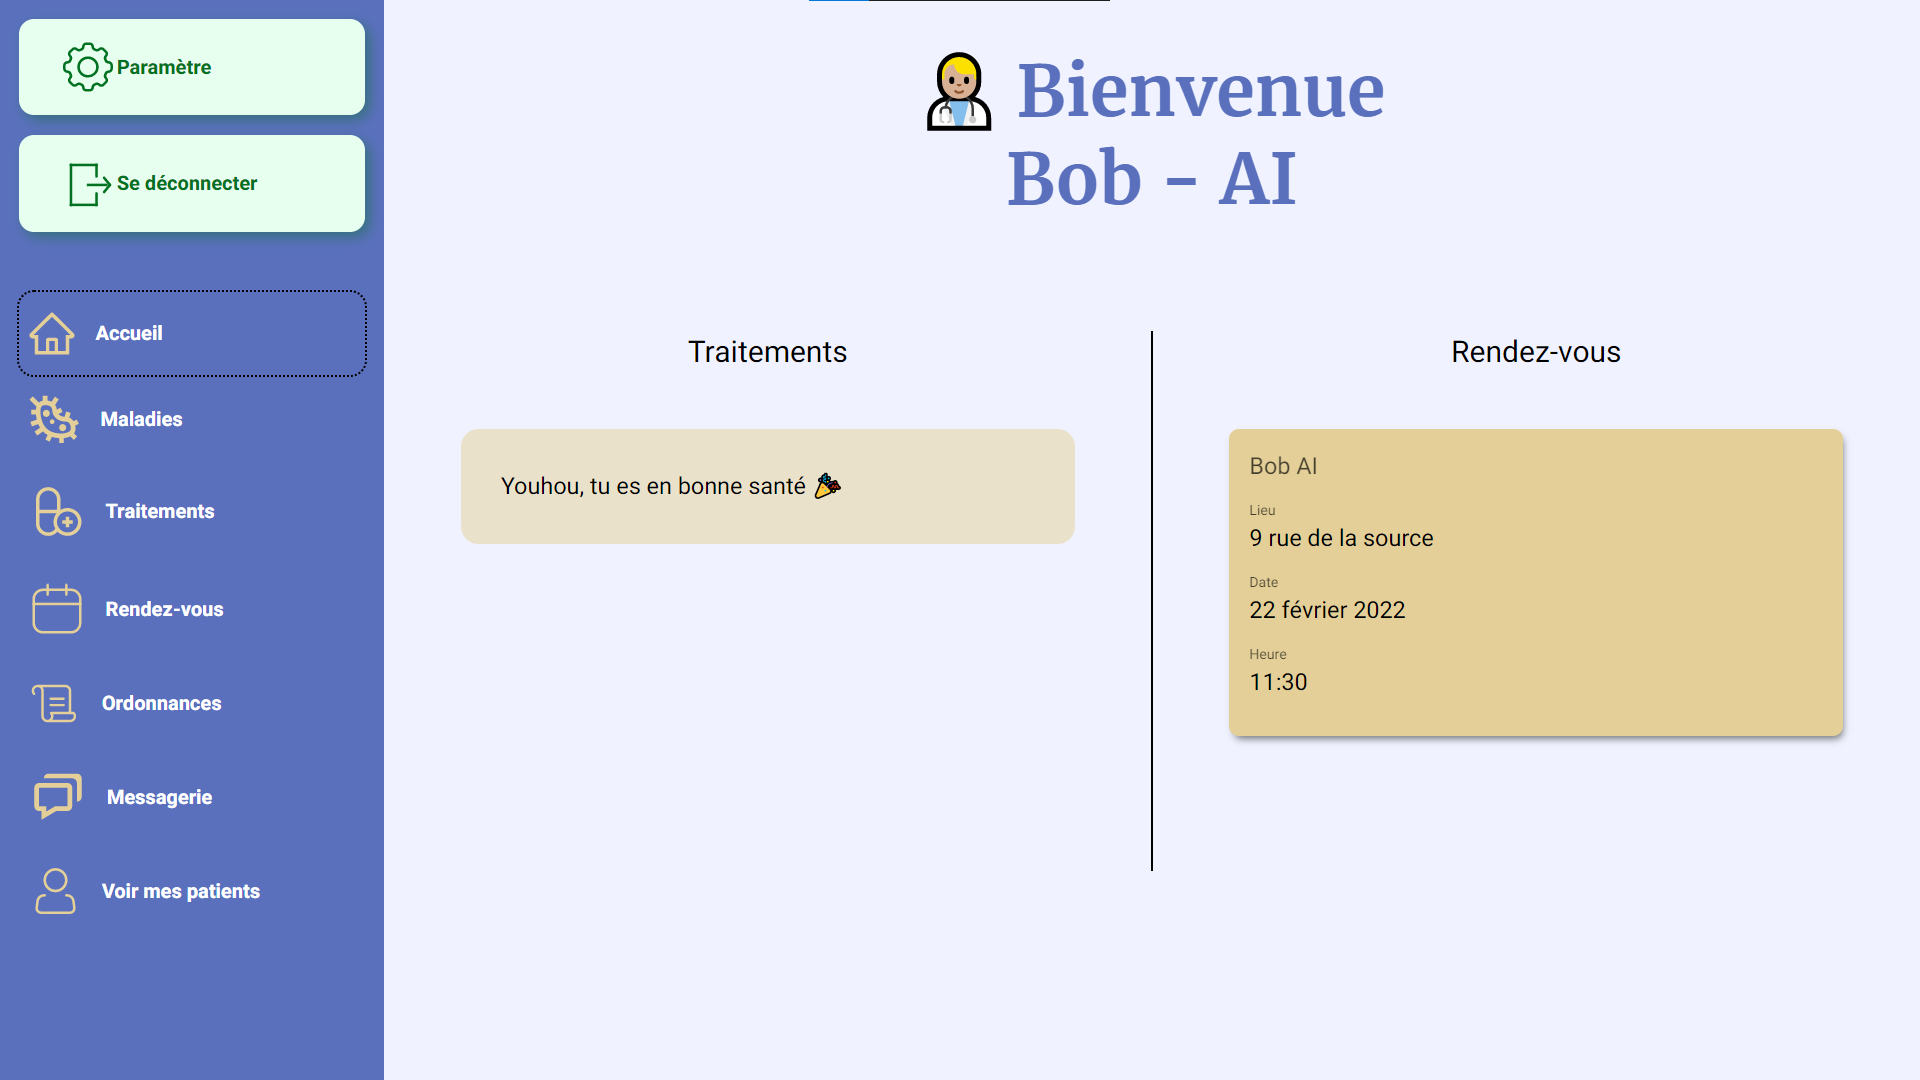 Paramètre
Se déconnecter
Accueil
Maladies
Traitements
Rendez-vous
Ordonnances
Messagerie
Voir mes patients
Bienvenue
Bob - AI
Traitements
Youhou, tu es en bonne santé 🎉
Rendez-vous
Bob AI
Lieu
9 rue de la source
Date
22 février 2022
Heure
11:30